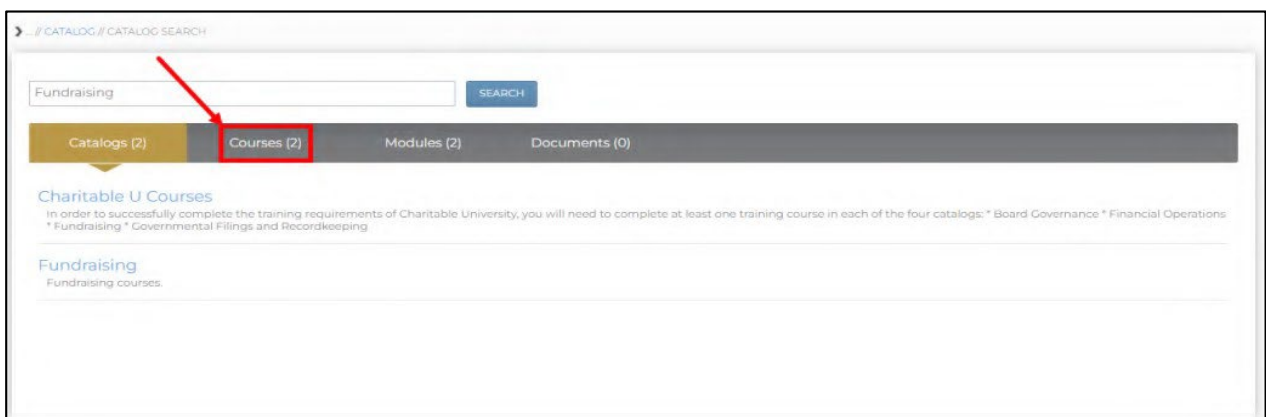 ❯ ... // CATALOG // CATALOG SEARCH
Fundraising
SEARCH
Catalogs (2) Courses (2) Modules (2) Documents (0)
Charitable U Courses
In order to successfully complete the training requirements of Charitable University, you will need to complete at least one training course in each of the four catalogs: * Board Governance * Financial Operations
* Fundraising * Governmental Filings and Recordkeeping
Fundraising
Fundraising courses.